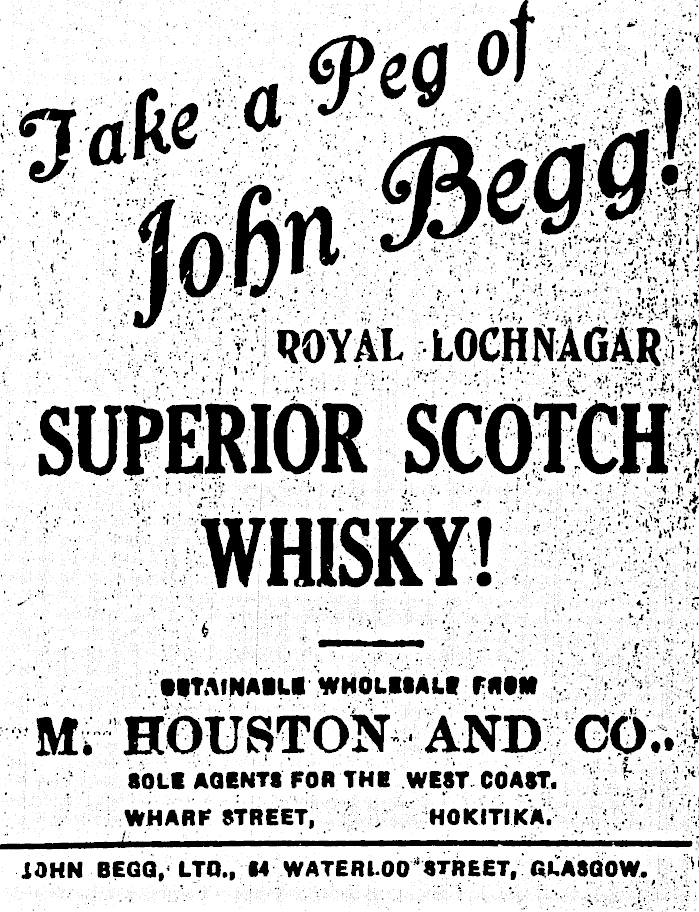 Take a Peg of
John Begg!
ROYAL LOCHNAGAR
SUPERIOR SCOTCH
WHISKY!
OBTAINABLE WHOLESALE FROM
M. HOUSTON AND CO.,
SOLE AGENTS FOR THE WEST COAST.
WHARF STREET, HOKITIKA.
JOHN BEGG, LTD., 64 WATERLOO STREET, GLASGOW.